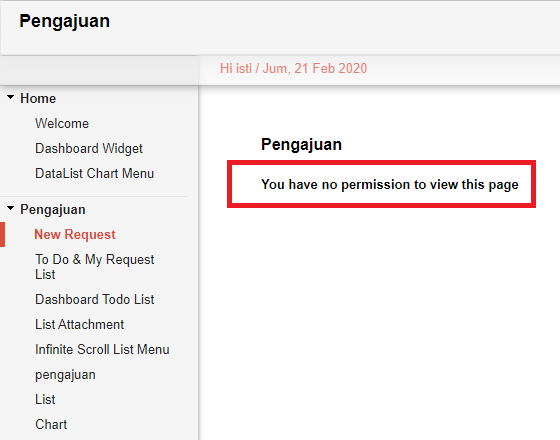 Pengajuan
Hi isti / Jum, 21 Feb 2020
Home
Welcome
Dashboard Widget
DataList Chart Menu
Pengajuan
New Request
To Do & My Request
List
Dashboard Todo List
List Attachment
Infinite Scroll List Menu
pengajuan
List
Chart
Pengajuan
You have no permission to view this page